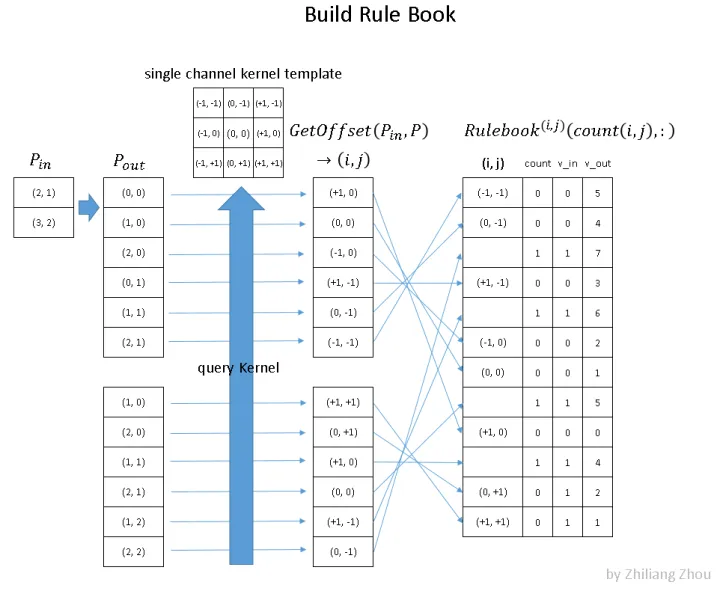 Build Rule Book
single channel kernel template
(-1, -1) (0, -1) (+1, -1)
(-1, 0) (0, 0) (+1, 0)
(-1, +1) (0, +1) (+1, +1)
GetOffset(P_in, P)
→ (i, j)
Rulebook^(i,j)(count(i, j), : )
P_in
P_out
(i, j) count v_in v_out
(2, 1)
(3, 2)
(0, 0)
(1, 0)
(2, 0)
(0, 1)
(1, 1)
(2, 1)
(+1, 0)
(0, 0)
(-1, 0)
(+1, -1)
(0, -1)
(-1, -1)
query Kernel
(1, 0)
(2, 0)
(1, 1)
(2, 1)
(1, 2)
(2, 2)
(+1, +1)
(0, +1)
(+1, 0)
(0, 0)
(+1, -1)
(0, -1)
(-1, -1) 0 0 5
(0, -1) 0 0 4
1 1 7
(+1, -1) 0 0 3
1 1 6
(-1, 0) 0 0 2
(0, 0) 0 0 1
1 1 5
(+1, 0) 0 0 0
1 1 4
(0, +1) 0 1 2
(+1, +1) 0 1 1
by Zhiliang Zhou